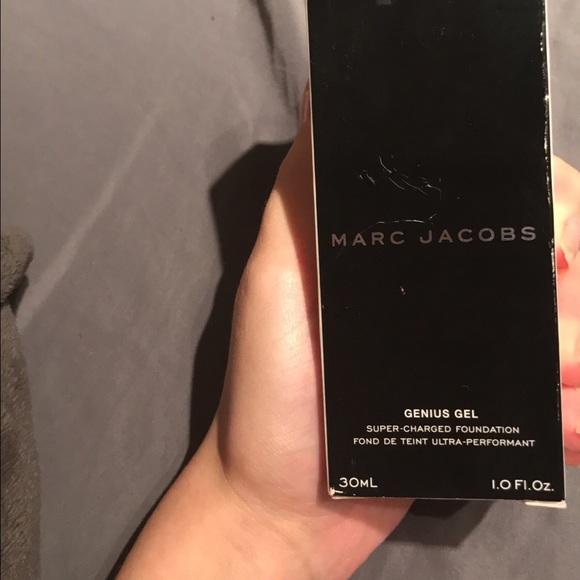 MARC JACOBS
GENIUS GEL
SUPER-CHARGED FOUNDATION
FOND DE TEINT ULTRA-PERFORMANT
30ML 1.0 Fl.Oz.